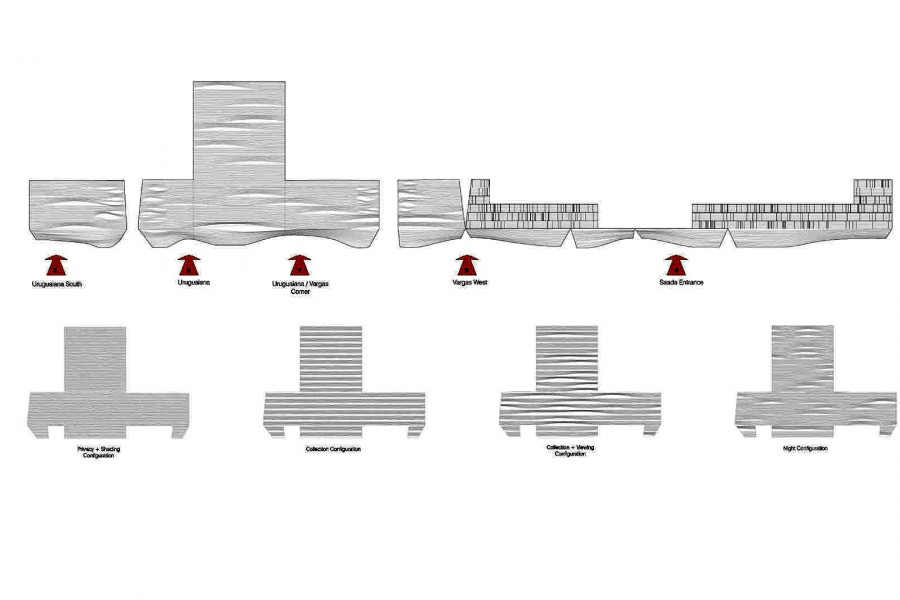 Uruguaiana South
Uruguaiana
Uruguaiana / Vargas
Corner
Vargas West
Saada Entrance
Privacy + Shading
Configuration
Collection Configuration
Collection + Viewing
Configuration
Night Configuration